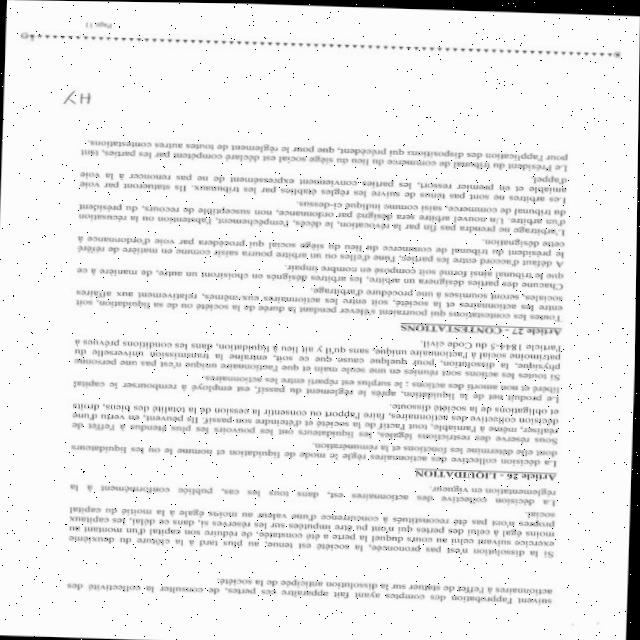 suivent l'approbation des comptes ayant fait apparaître ces pertes, de consulter la collectivité des
actionnaires à l'effet de statuer sur la dissolution anticipée de la société.
Si la dissolution n'est pas prononcée, la société est tenue, au plus tard à la clôture du deuxième
exercice suivant celui au cours duquel la perte a été constatée, de réduire son capital d'un montant au
moins égal à celui des pertes qui n'ont pu être imputées sur les réserves si, dans ce délai, les capitaux
propres n'ont pas été reconstitués à concurrence d'une valeur au moins égale à la moitié du capital
social.
La décision collective des actionnaires est, dans tous les cas, publiée conformément à la
réglementation en vigueur.
Article 26 - LIQUIDATION
La décision collective des actionnaires règle le mode de liquidation et nomme le ou les liquidateurs
dont elle détermine les fonctions et la rémunération.
Sous réserve des restrictions légales, les liquidateurs ont les pouvoirs les plus étendus à l'effet de
réaliser, même à l'amiable, tout l'actif de la société et d'éteindre son passif. Ils peuvent, en vertu d'une
décision collective des actionnaires, faire l'apport ou consentir la cession de la totalité des biens, droits
et obligations de la société dissoute.
Le produit net de la liquidation, après le règlement du passif, est employé à rembourser le capital
libéré et non amorti des actions ; le surplus est réparti entre les actionnaires.
Si toutes les actions sont réunies en une seule main et que l'actionnaire unique n'est pas une personne
physique, la dissolution, pour quelque cause que ce soit, entraîne la transmission universelle du
patrimoine social à l'actionnaire unique, sans qu'il y ait lieu à liquidation, dans les conditions prévues à
l'article 1844-5 du Code civil.
Article 27 - CONTESTATIONS
Toutes les contestations qui pourraient s'élever pendant la durée de la société ou de sa liquidation, soit
entre les actionnaires et la société, soit entre les actionnaires eux-mêmes, relativement aux affaires
sociales, seront soumises à une procédure d'arbitrage.
Chacune des parties désignera un arbitre, les arbitres désignés en choisiront un autre, de manière à ce
que le tribunal ainsi formé soit composé en nombre impair.
A défaut d'accord entre les parties, l'une d'elles ou un arbitre pourra saisir comme en matière de référé
le président du tribunal de commerce du lieu du siège social qui procédera par voie d'ordonnance à
cette désignation.
L'arbitrage ne prendra pas fin par la révocation, le décès, l'empêchement, l'abstention ou la récusation
d'un arbitre. Un nouvel arbitre sera désigné par ordonnance, non susceptible de recours, du président
du tribunal de commerce, saisi comme indiqué ci-dessus.
Les arbitres ne sont pas tenus de suivre les règles établies par les tribunaux. Ils statueront par voie
amiable et en premier ressort, les parties conviennent expressément de ne pas renoncer à la voie
d'appel.
Le Président du tribunal de commerce du lieu du siège social est déclaré compétent par les parties, tant
pour l'application des dispositions qui précèdent, que pour le règlement de toutes autres contestations.
Page 11